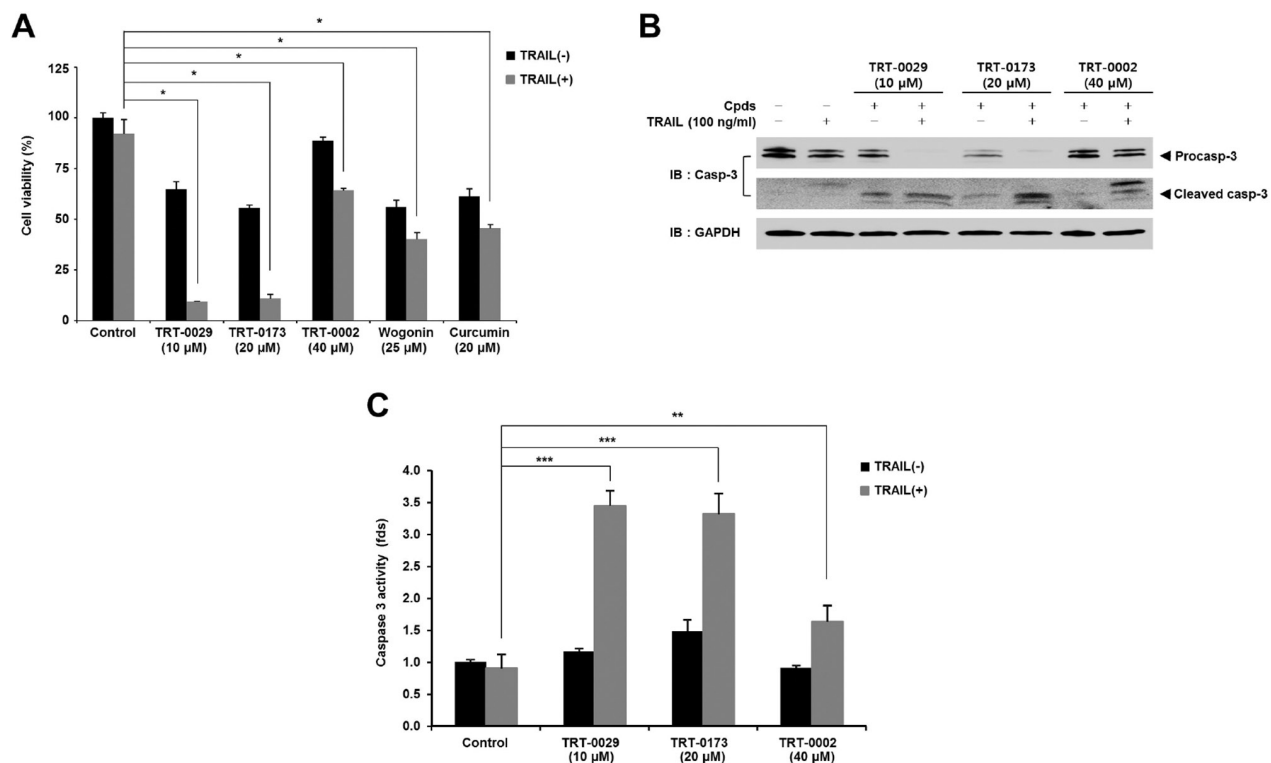 A
*
*
*
*
*
TRAIL(-)
TRAIL(+)
Cell viability (%)
125
100
75
50
25
0
Control
TRT-0029
(10 µM)
TRT-0173
(20 µM)
TRT-0002
(40 µM)
Wogonin
(25 µM)
Curcumin
(20 µM)
B
TRT-0029
(10 µM)
TRT-0173
(20 µM)
TRT-0002
(40 µM)
Cpds − − + + + + + +
TRAIL (100 ng/ml) − + − + − + − +
IB : Casp-3
◄ Procasp-3
◄ Cleaved casp-3
IB : GAPDH
C
**
***
***
TRAIL(-)
TRAIL(+)
Caspase 3 activity (fds)
4.0
3.5
3.0
2.5
2.0
1.5
1.0
0.5
0.0
Control
TRT-0029
(10 µM)
TRT-0173
(20 µM)
TRT-0002
(40 µM)